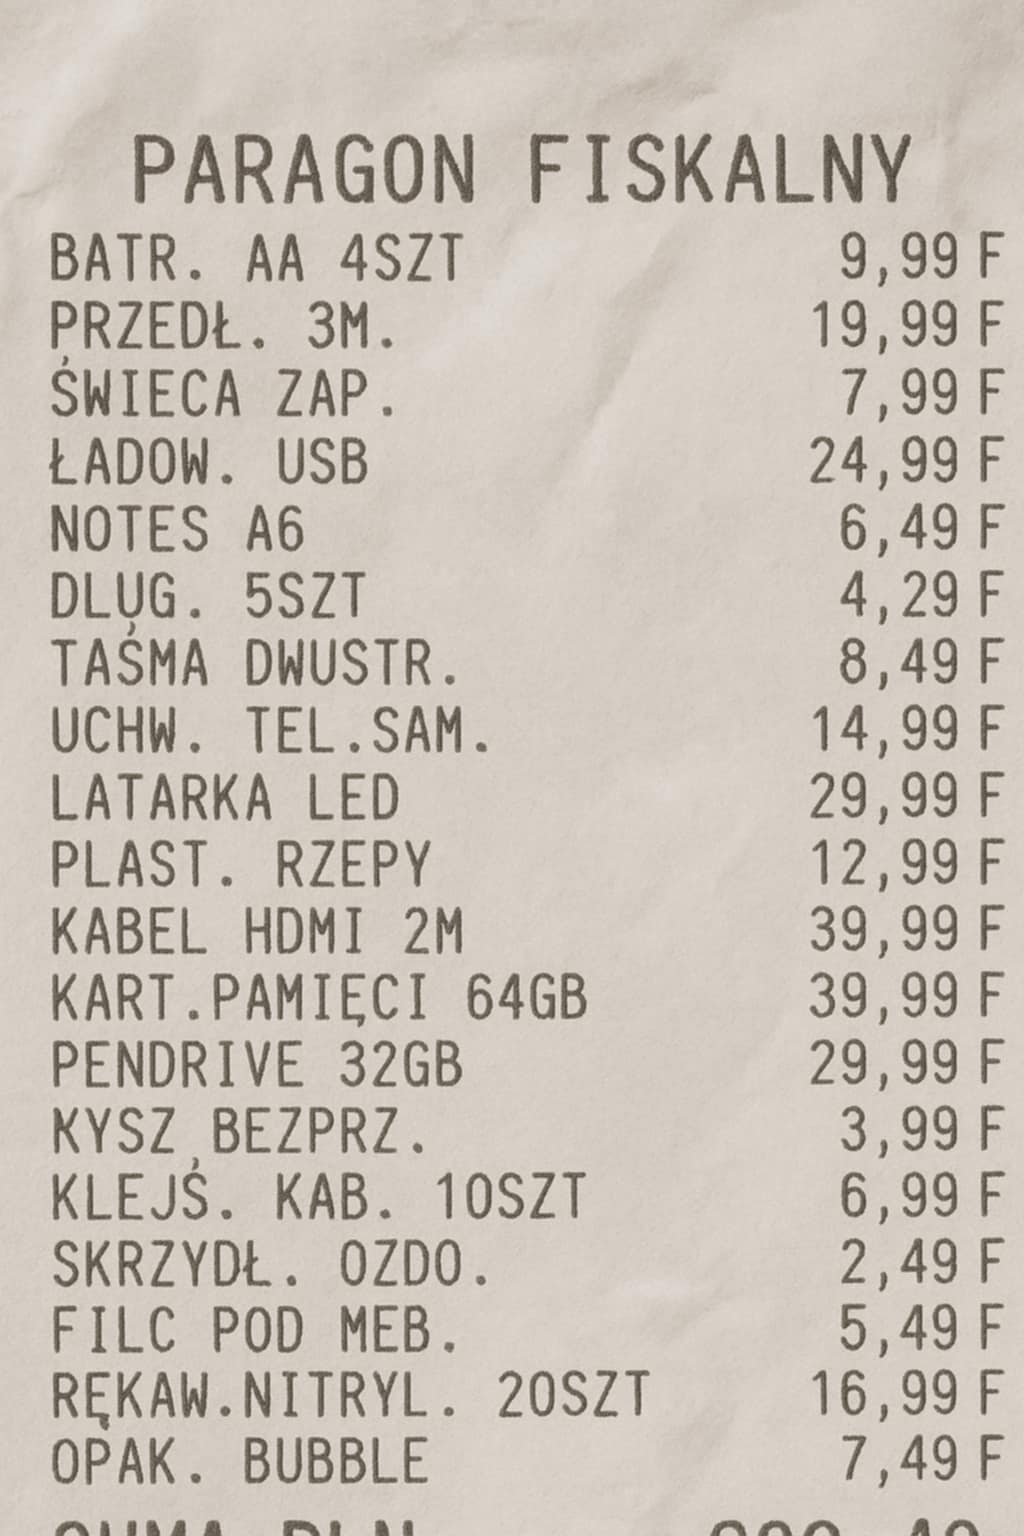 PARAGON FISKALNY
BATR. AA 4SZT 9,99 F
PRZEDŁ. 3M. 19,99 F
ŚWIECA ZAP. 7,99 F
ŁADOW. USB 24,99 F
NOTES A6 6,49 F
DLUG. 5SZT 4,29 F
TAŚMA DWUSTR. 8,49 F
UCHW. TEL.SAM. 14,99 F
LATARKA LED 29,99 F
PLAST. RZEPY 12,99 F
KABEL HDMI 2M 39,99 F
KART.PAMIĘCI 64GB 39,99 F
PENDRIVE 32GB 29,99 F
KYSZ BEZPRZ. 3,99 F
KLEJŚ. KAB. 10SZT 6,99 F
SKRZYDŁ. OZDO. 2,49 F
FILC POD MEB. 5,49 F
RĘKAW.NITRYL. 20SZT 16,99 F
OPAK. BUBBLE 7,49 F
SUMA PLN